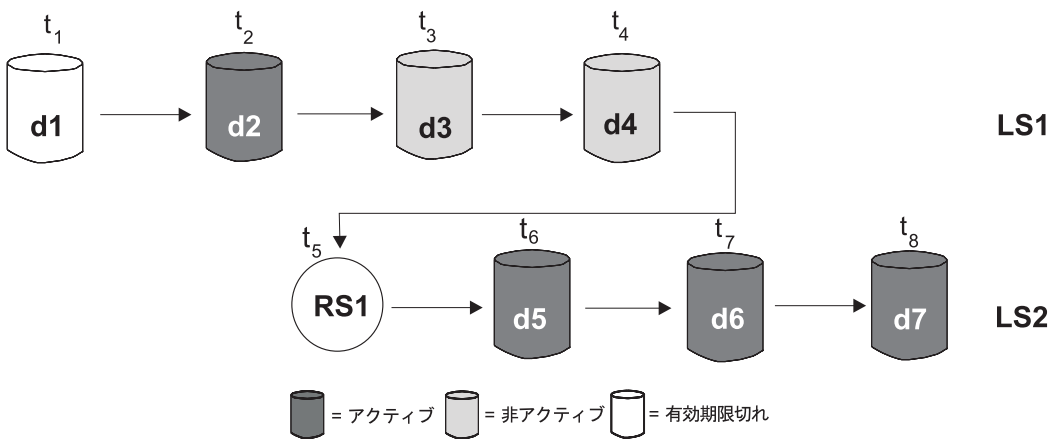 t1 t2 t3 t4
d1 d2 d3 d4 LS1
t5 t6 t7 t8
RS1 d5 d6 d7 LS2
= アクティブ = 非アクティブ = 有効期限切れ